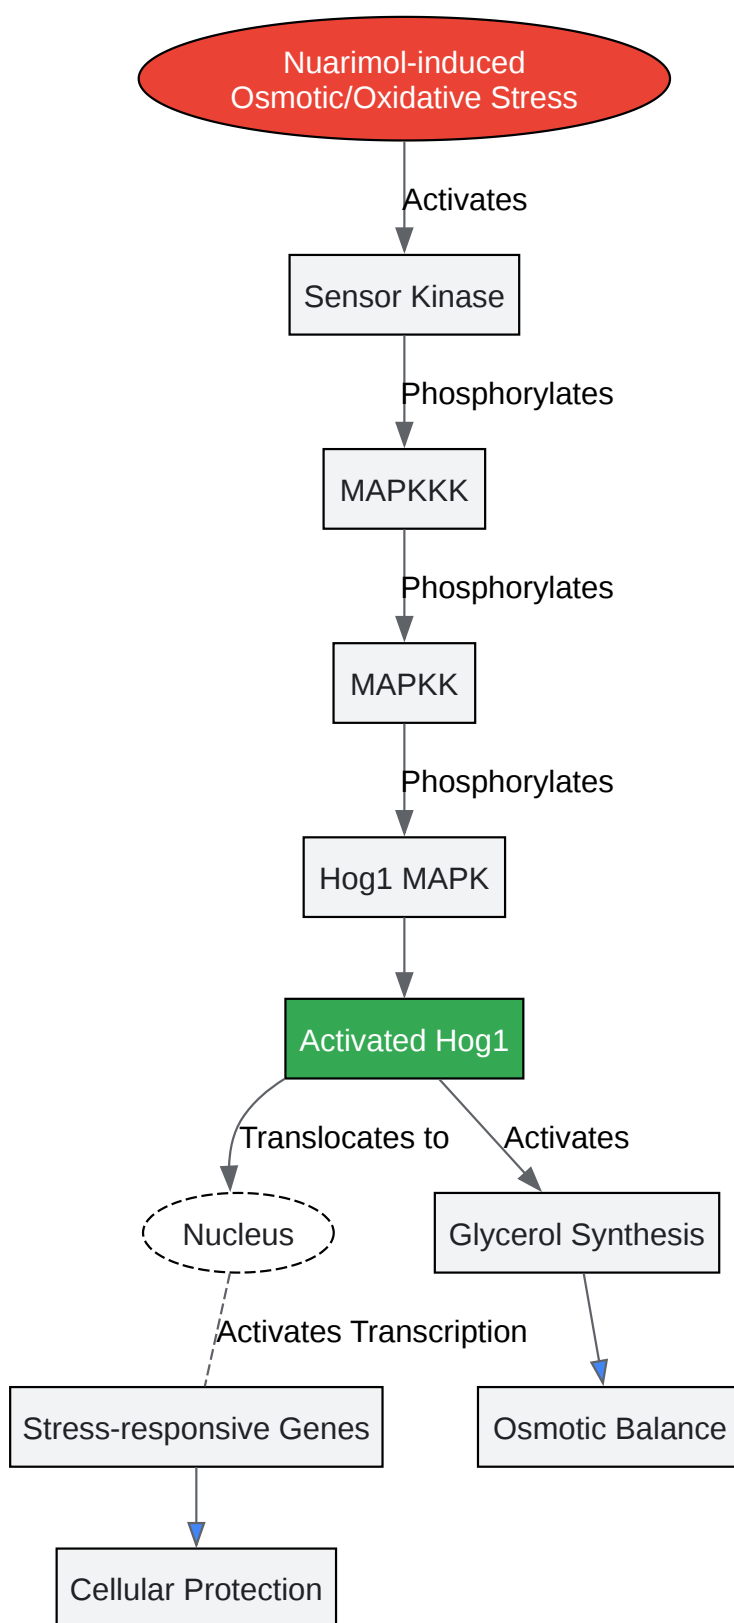 Nuarimol-induced
Osmotic/Oxidative Stress
Activates
Sensor Kinase
Phosphorylates
MAPKKK
Phosphorylates
MAPKK
Phosphorylates
Hog1 MAPK
Activated Hog1
Translocates to
Activates
Nucleus
Glycerol Synthesis
Activates Transcription
Stress-responsive Genes
Osmotic Balance
Cellular Protection